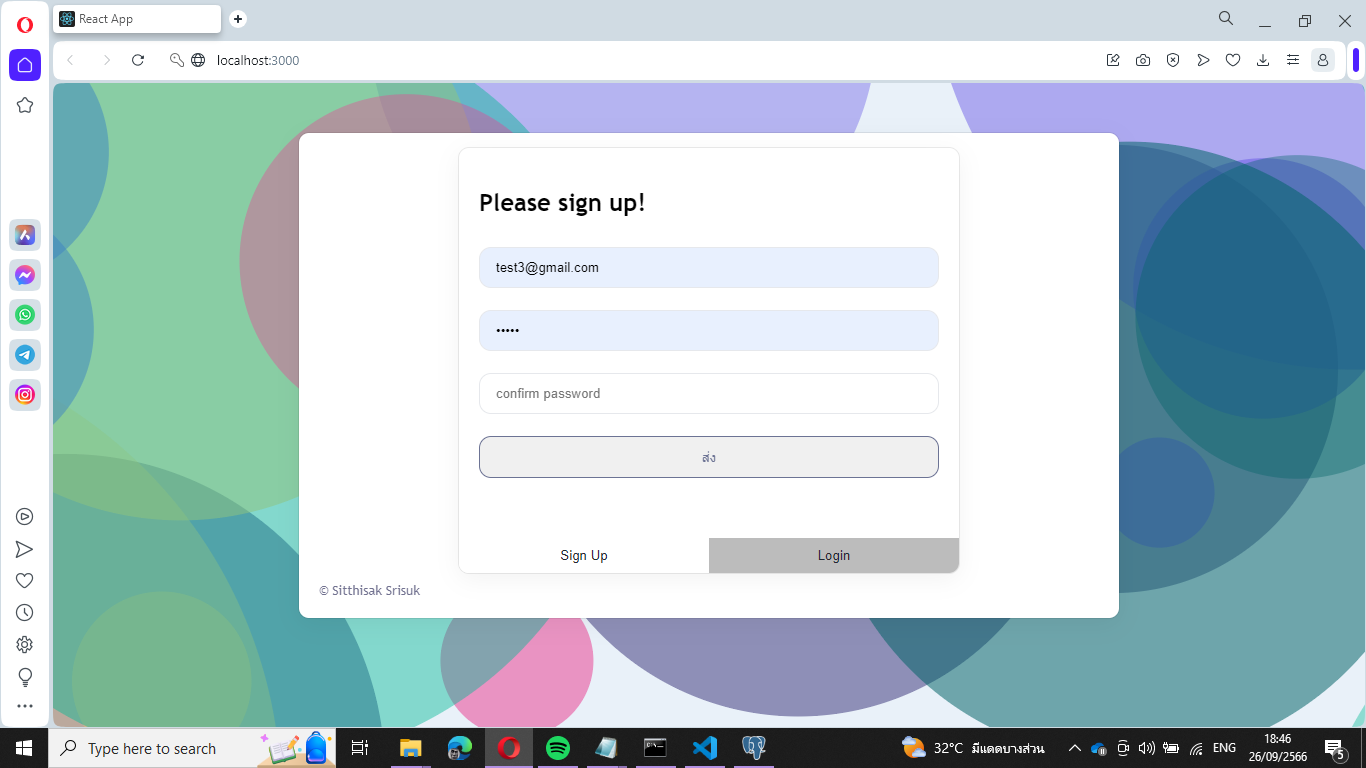 React App
localhost:3000
Please sign up!
test3@gmail.com
•••••
confirm password
ส่ง
Sign Up
Login
© Sitthisak Srisuk
Type here to search
32°C มีแดดบางส่วน
ENG
18:46
26/09/2566
5